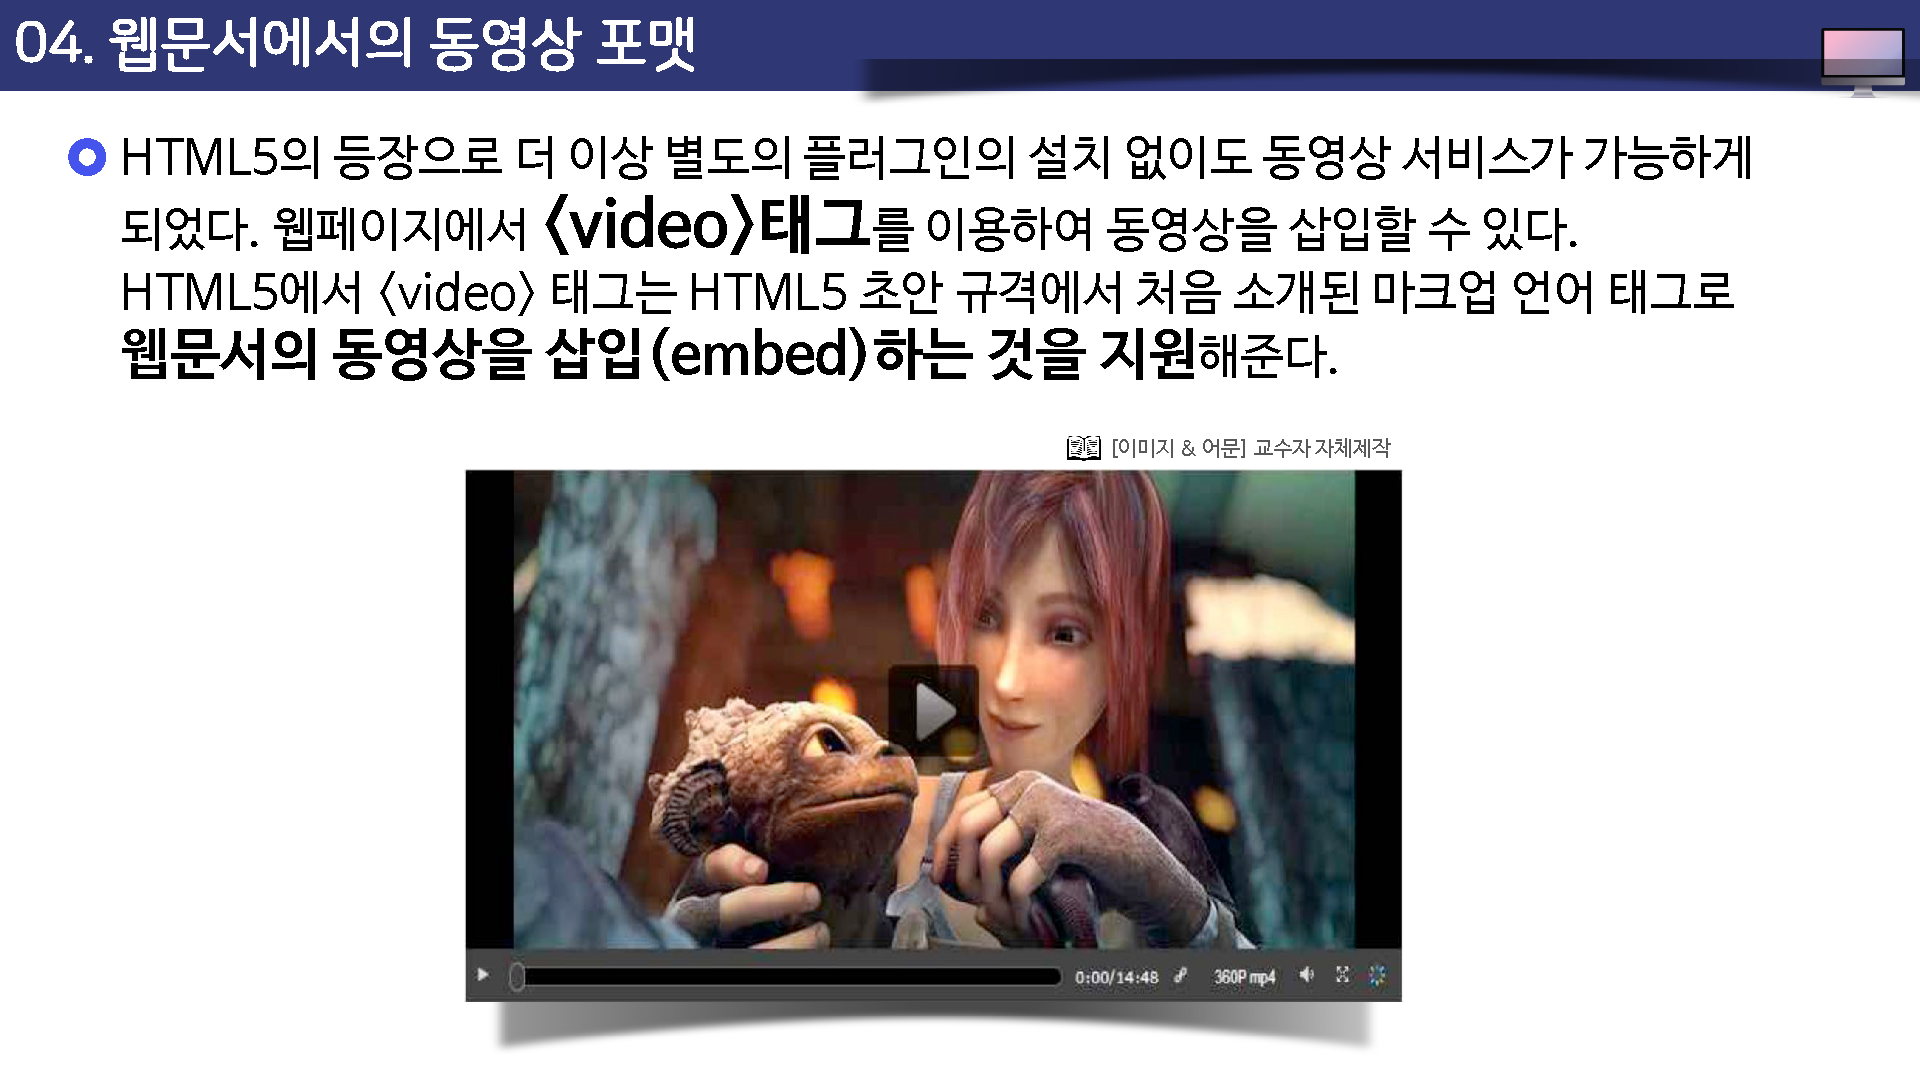 04. 웹문서에서의 동영상 포맷
HTML5의 등장으로 더 이상 별도의 플러그인의 설치 없이도 동영상 서비스가 가능하게
되었다. 웹페이지에서 〈video〉태그를 이용하여 동영상을 삽입할 수 있다.
HTML5에서 〈video〉 태그는 HTML5 초안 규격에서 처음 소개된 마크업 언어 태그로
웹문서의 동영상을 삽입(embed)하는 것을 지원해준다.
[이미지 & 어문] 교수자 자체제작
0:00/14:48 360P mp4